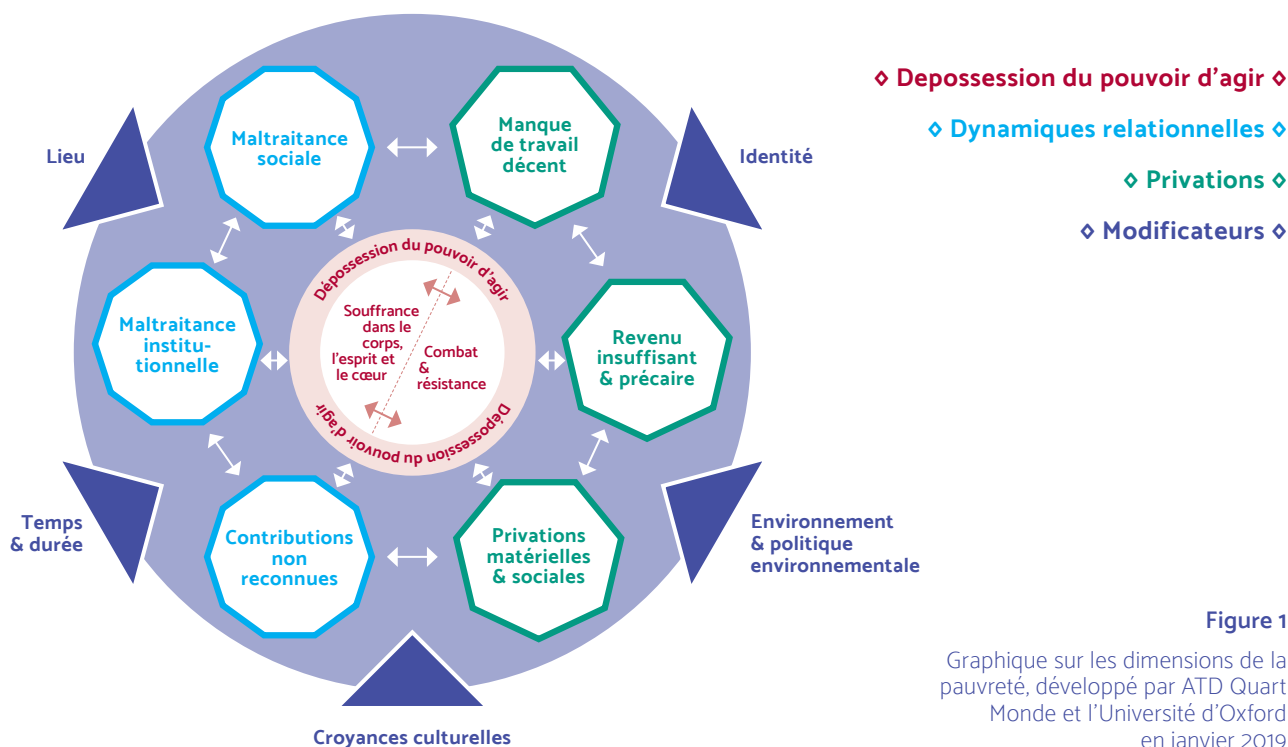 ◊ Depossession du pouvoir d'agir ◊
◊ Dynamiques relationnelles ◊
◊ Privations ◊
◊ Modificateurs ◊
Lieu
Identité
Maltraitance
sociale
Manque
de travail
décent
Maltraitance
institu-
tionnelle
Dépossession du pouvoir d'agir
Souffrance
dans le
corps,
l'esprit et
le cœur
Combat
&
résistance
Dépossession du pouvoir d'agir
Revenu
insuffisant
& précaire
Temps
& durée
Contributions
non
reconnues
Privations
matérielles
& sociales
Environnement
& politique
environnementale
Croyances culturelles
Figure 1
Graphique sur les dimensions de la
pauvreté, développé par ATD Quart
Monde et l'Université d'Oxford
en janvier 2019